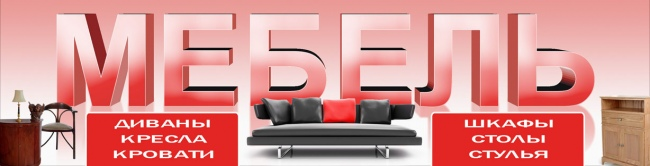 МЕБЕЛЬ
ДИВАНЫ
КРЕСЛА
КРОВАТИ
ШКАФЫ
СТОЛЫ
СТУЛЬЯ